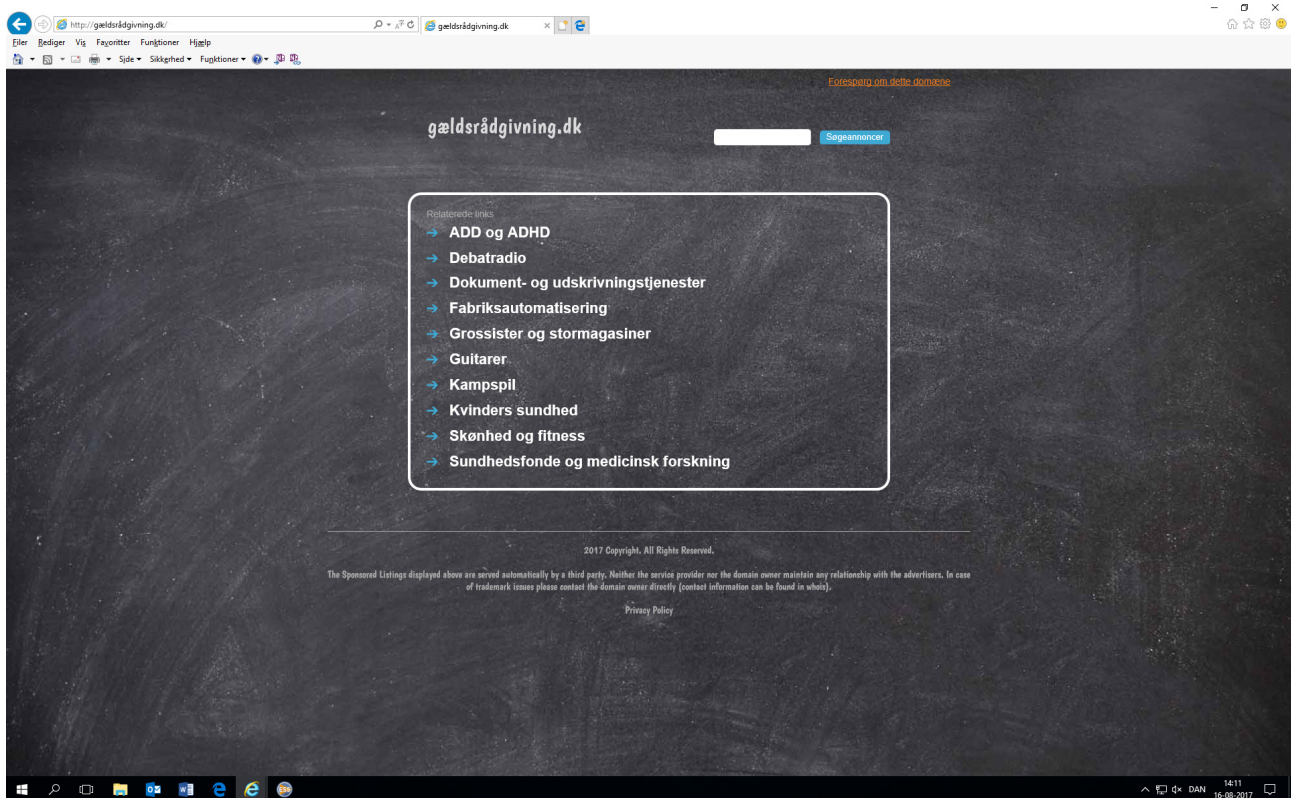 http://gældsrådgivning.dk/
gældsrådgivning.dk
Filer Rediger Vis Favoritter Funktioner Hjælp
Side Sikkerhed Funktioner
Forespørg om dette domæne
gældsrådgivning.dk
Søgeannoncer
Relaterede links
ADD og ADHD
Debatradio
Dokument- og udskrivningstjenester
Fabriksautomatisering
Grossister og stormagasiner
Guitarer
Kampspil
Kvinders sundhed
Skønhed og fitness
Sundhedsfonde og medicinsk forskning
2017 Copyright. All Rights Reserved.
The Sponsored Listings displayed above are served automatically by a third party. Neither the service provider nor the domain owner maintain any relationship with the advertisers. In case
of trademark issues please contact the domain owner directly (contact information can be found in whois).
Privacy Policy
ESS
DAN
14:11
16-08-2017